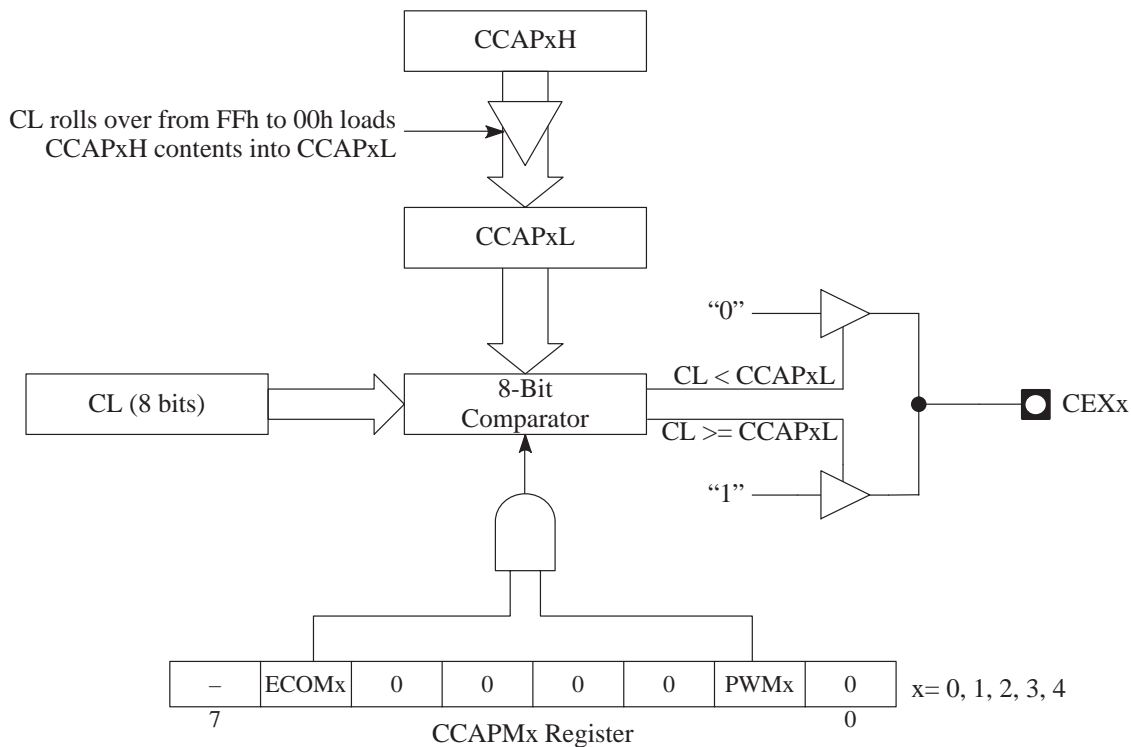 CCAPxH
CL rolls over from FFh to 00h loads
CCAPxH contents into CCAPxL
CCAPxL
“0”
CL < CCAPxL
CL (8 bits)
8-Bit
Comparator
CEXx
CL >= CCAPxL
“1”
– ECOMx 0 0 0 0 PWMx 0
x= 0, 1, 2, 3, 4
7 0
CCAPMx Register